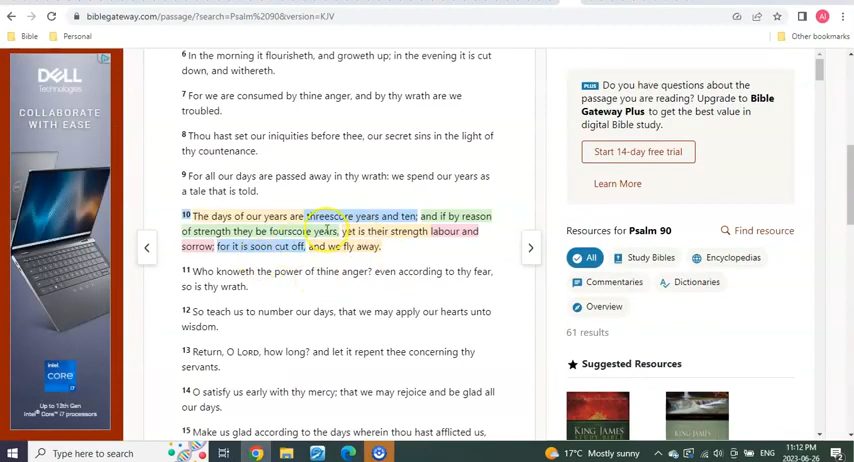 biblegateway.com/passage/?search=Psalm%2090&version=KJV
Al
Bible
Personal
Other bookmarks
DELL
Technologies
COLLABORATE
WITH EASE
intel
CORE
Up to 13th Gen
Intel® Core™ i7 processors
6 In the morning it flourisheth, and groweth up; in the evening it is cut
down, and withereth.
7 For we are consumed by thine anger, and by thy wrath are we
troubled.
8 Thou hast set our iniquities before thee, our secret sins in the light of
thy countenance.
9 For all our days are passed away in thy wrath: we spend our years as
a tale that is told.
10 The days of our years are threescore years and ten; and if by reason
of strength they be fourscore years, yet is their strength labour and
sorrow; for it is soon cut off, and we fly away.
11 Who knoweth the power of thine anger? even according to thy fear,
so is thy wrath.
12 So teach us to number our days, that we may apply our hearts unto
wisdom.
13 Return, O LORD, how long? and let it repent thee concerning thy
servants.
14 O satisfy us early with thy mercy; that we may rejoice and be glad all
our days.
15 Make us glad according to the days wherein thou hast afflicted us,
PLUS Do you have questions about the
passage you are reading? Upgrade to Bible
Gateway Plus to get the best value in
digital Bible study.
Start 14-day free trial
Learn More
Resources for Psalm 90
Find resource
All
Study Bibles
Encyclopedias
Commentaries
Dictionaries
Overview
61 results
Suggested Resources
KING JAMES
KING JAMES
Type here to search
17°C Mostly sunny
ENG
11:12 PM
2023-06-26
2